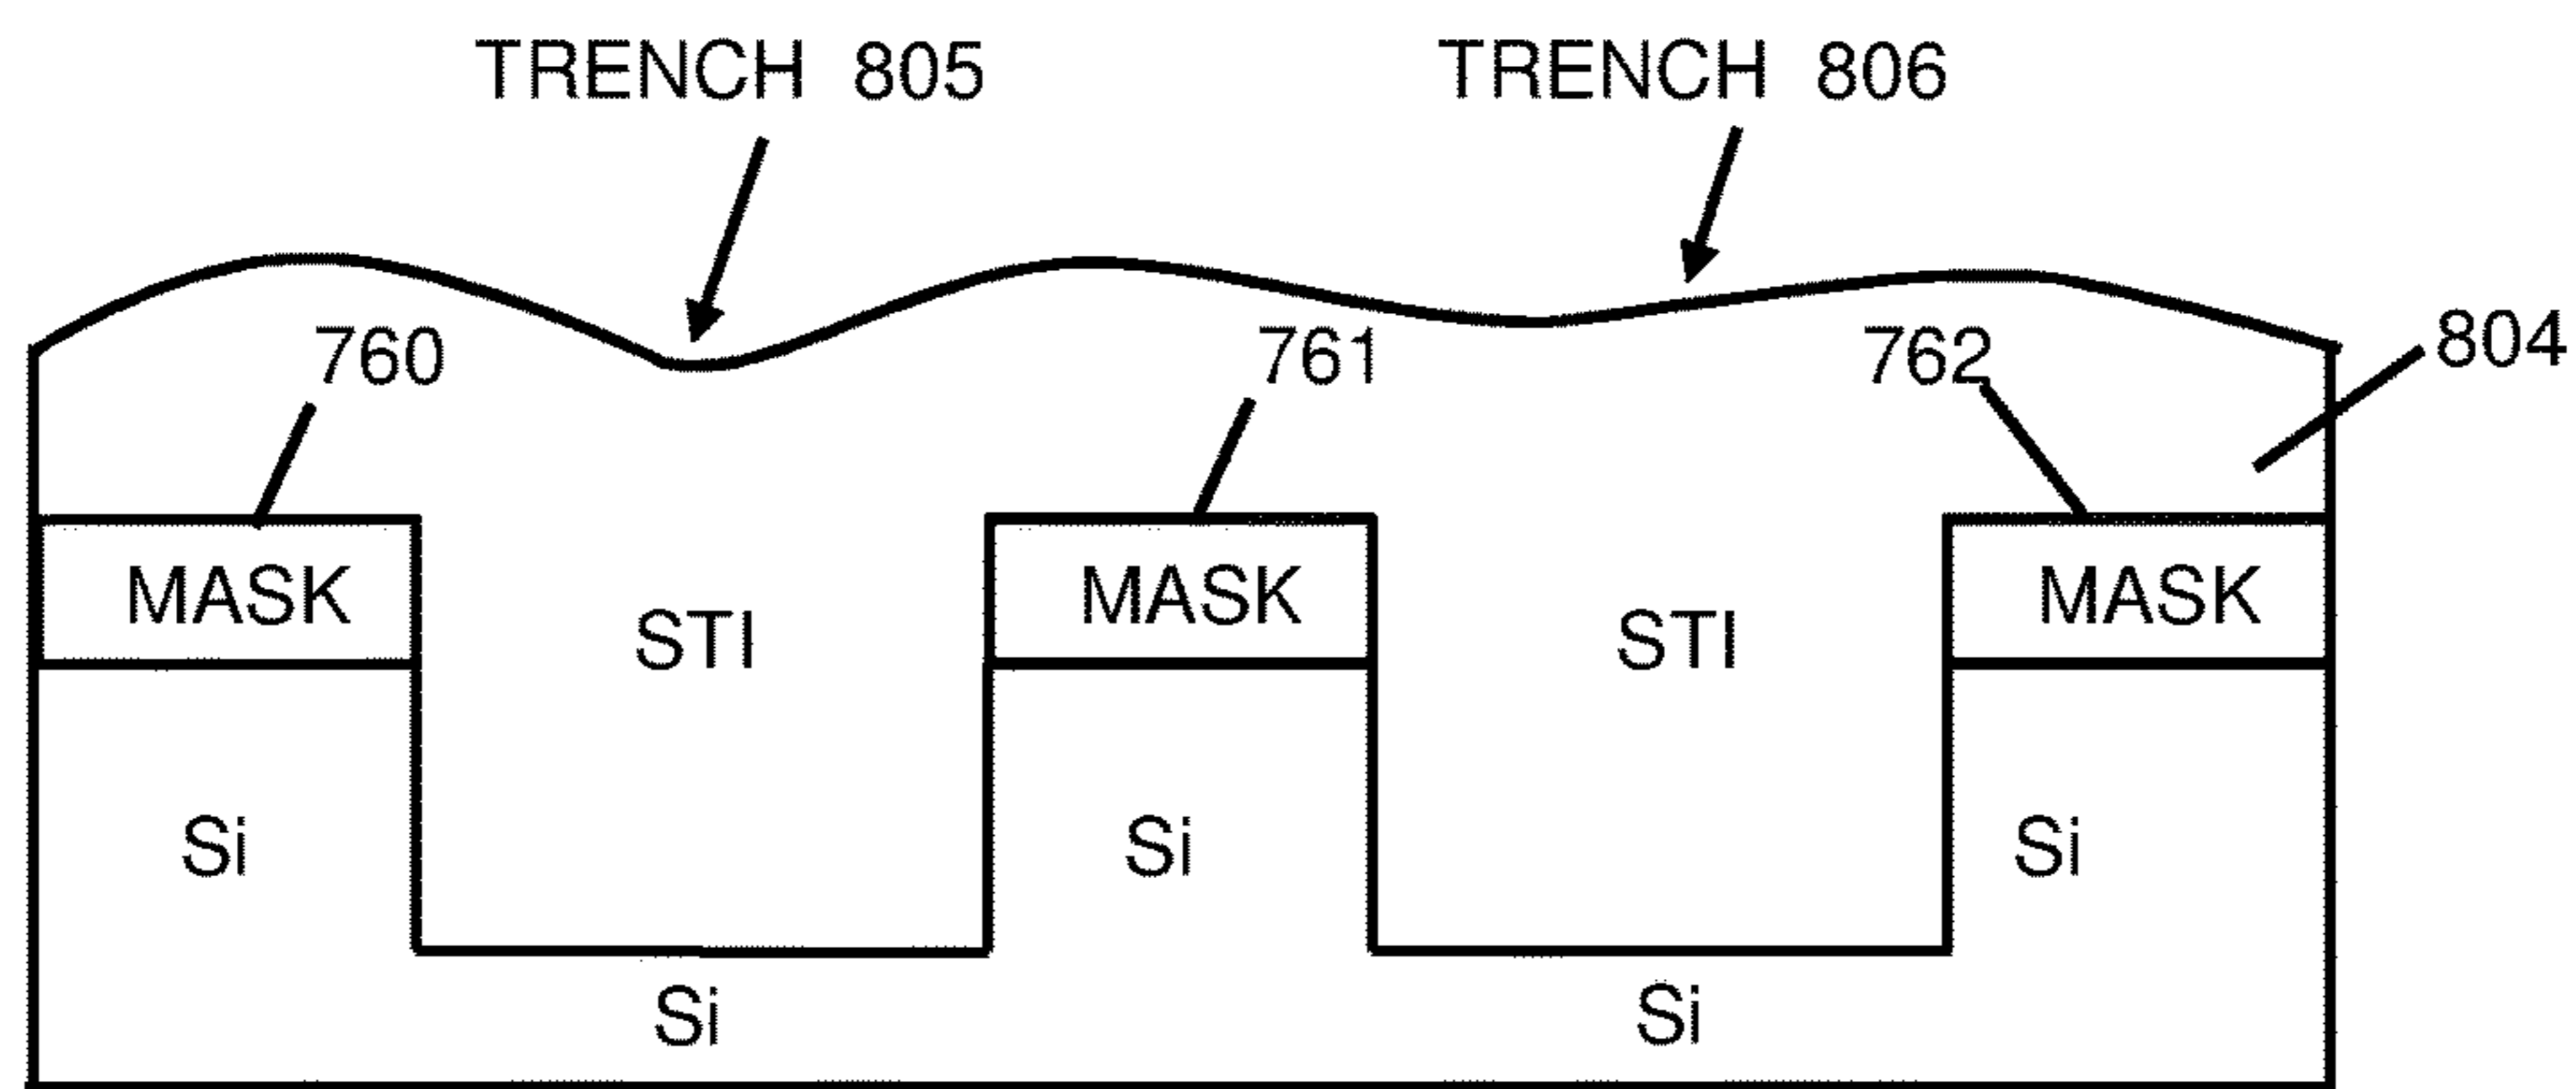 TRENCH 805
TRENCH 806
760
761
762
804
MASK
MASK
MASK
STI
STI
Si
Si
Si
Si
Si